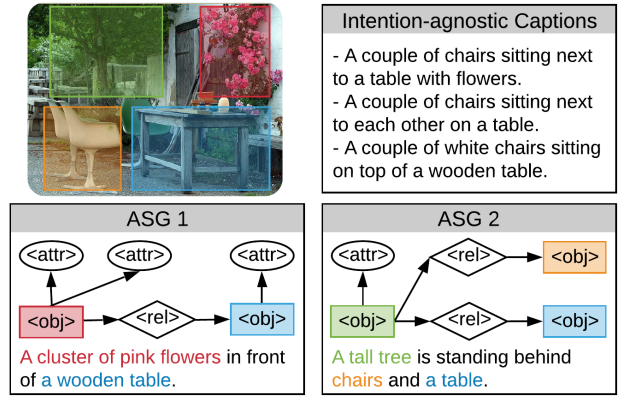 Intention-agnostic Captions
- A couple of chairs sitting next
to a table with flowers.
- A couple of chairs sitting next
to each other on a table.
- A couple of white chairs sitting
on top of a wooden table.
ASG 1
<attr> <attr> <attr>
<obj> <rel> <obj>
A cluster of pink flowers in front
of a wooden table.
ASG 2
<attr> <rel> <obj>
<obj> <rel> <obj>
A tall tree is standing behind
chairs and a table.